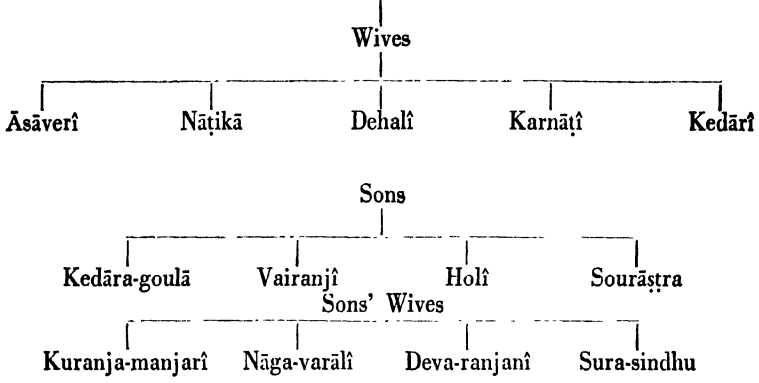 Wives
Āsāverî Nāṭikā Dehalî Karnāṭî Kedārî
Sons
Kedāra-goulā Vairanjî Holî Sourāṣṭra
Sons' Wives
Kuranja-manjarî Nāga-varālî Deva-ranjanî Sura-sindhu